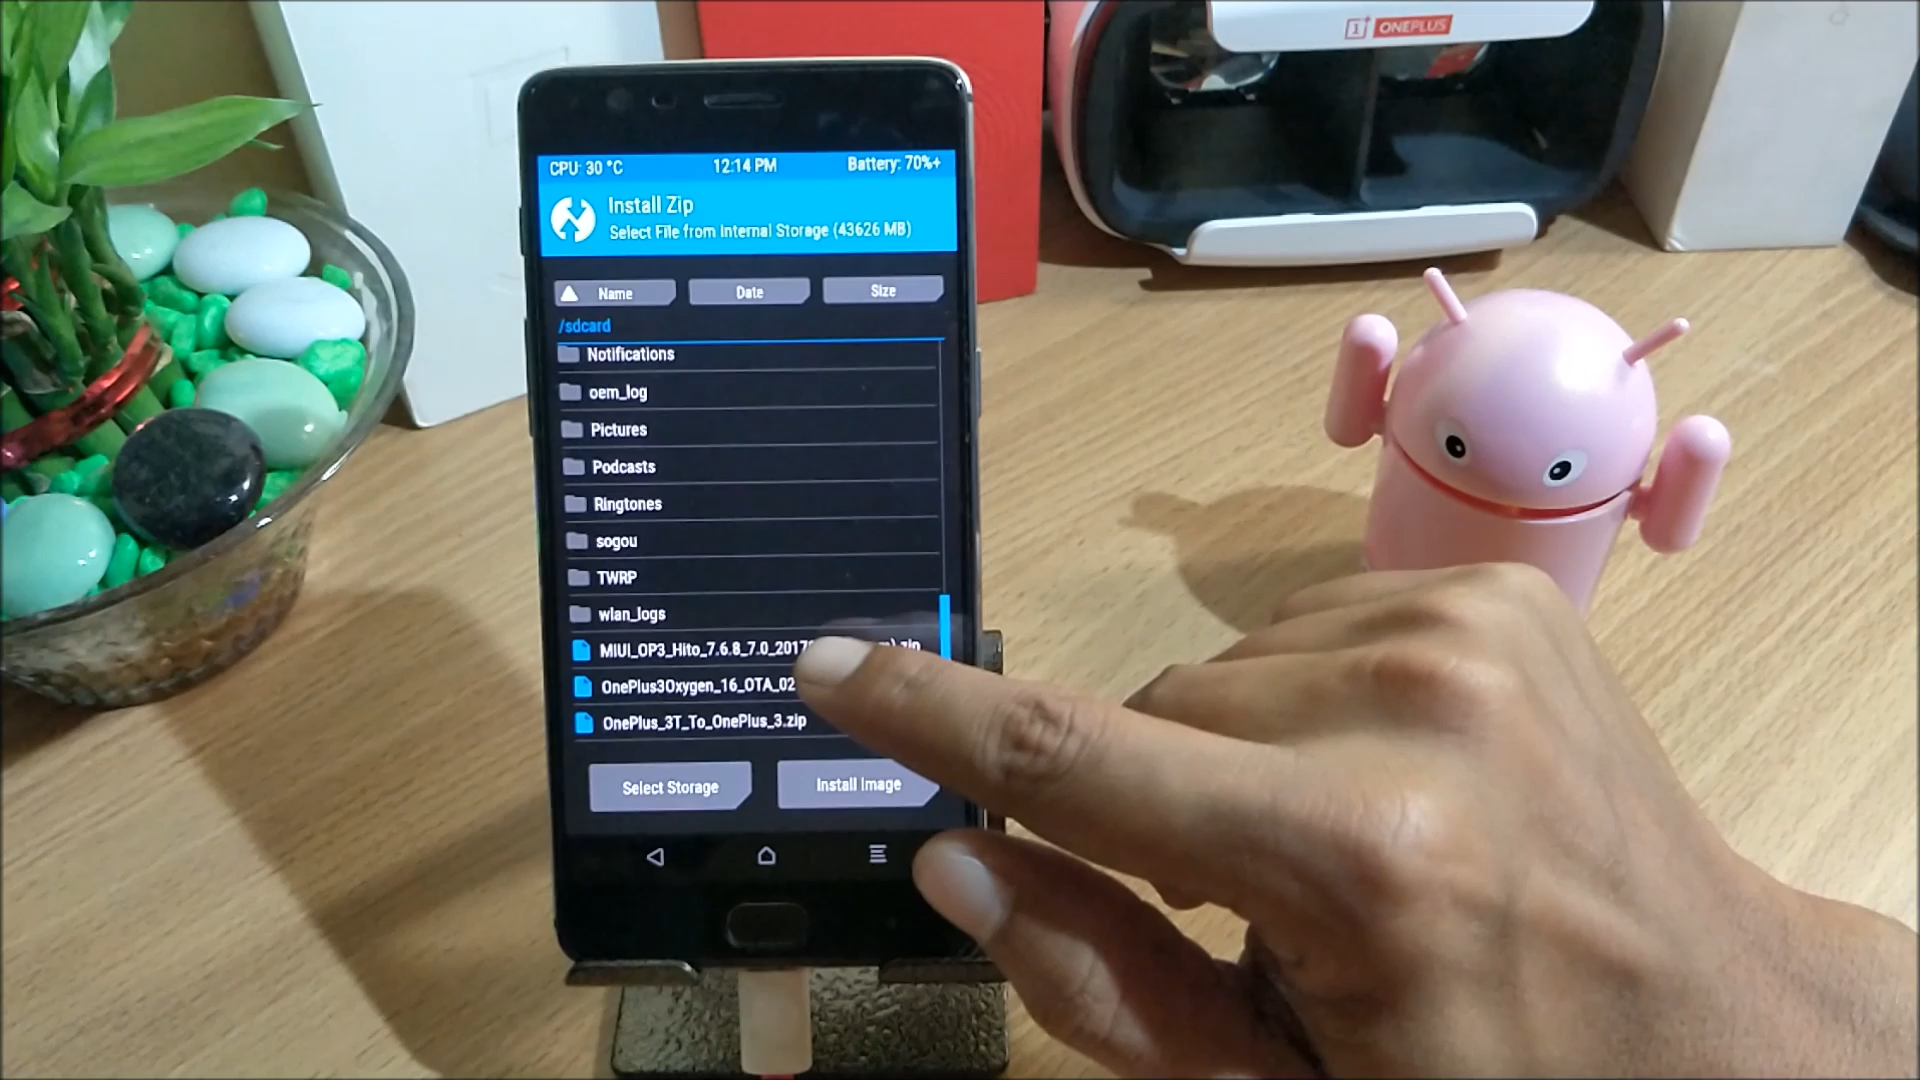 ONEPLUS
CPU: 30 °C 12:14 PM Battery: 70%+
Install Zip
Select File from Internal Storage (43626 MB)
Name Date Size
/sdcard
Notifications
oem_log
Pictures
Podcasts
Ringtones
sogou
TWRP
wlan_logs
MIUI_OP3_Hito_7.6.8_7.0_2017 .zip
OnePlus3Oxygen_16_OTA_02
OnePlus_3T_To_OnePlus_3.zip
Select Storage Install Image